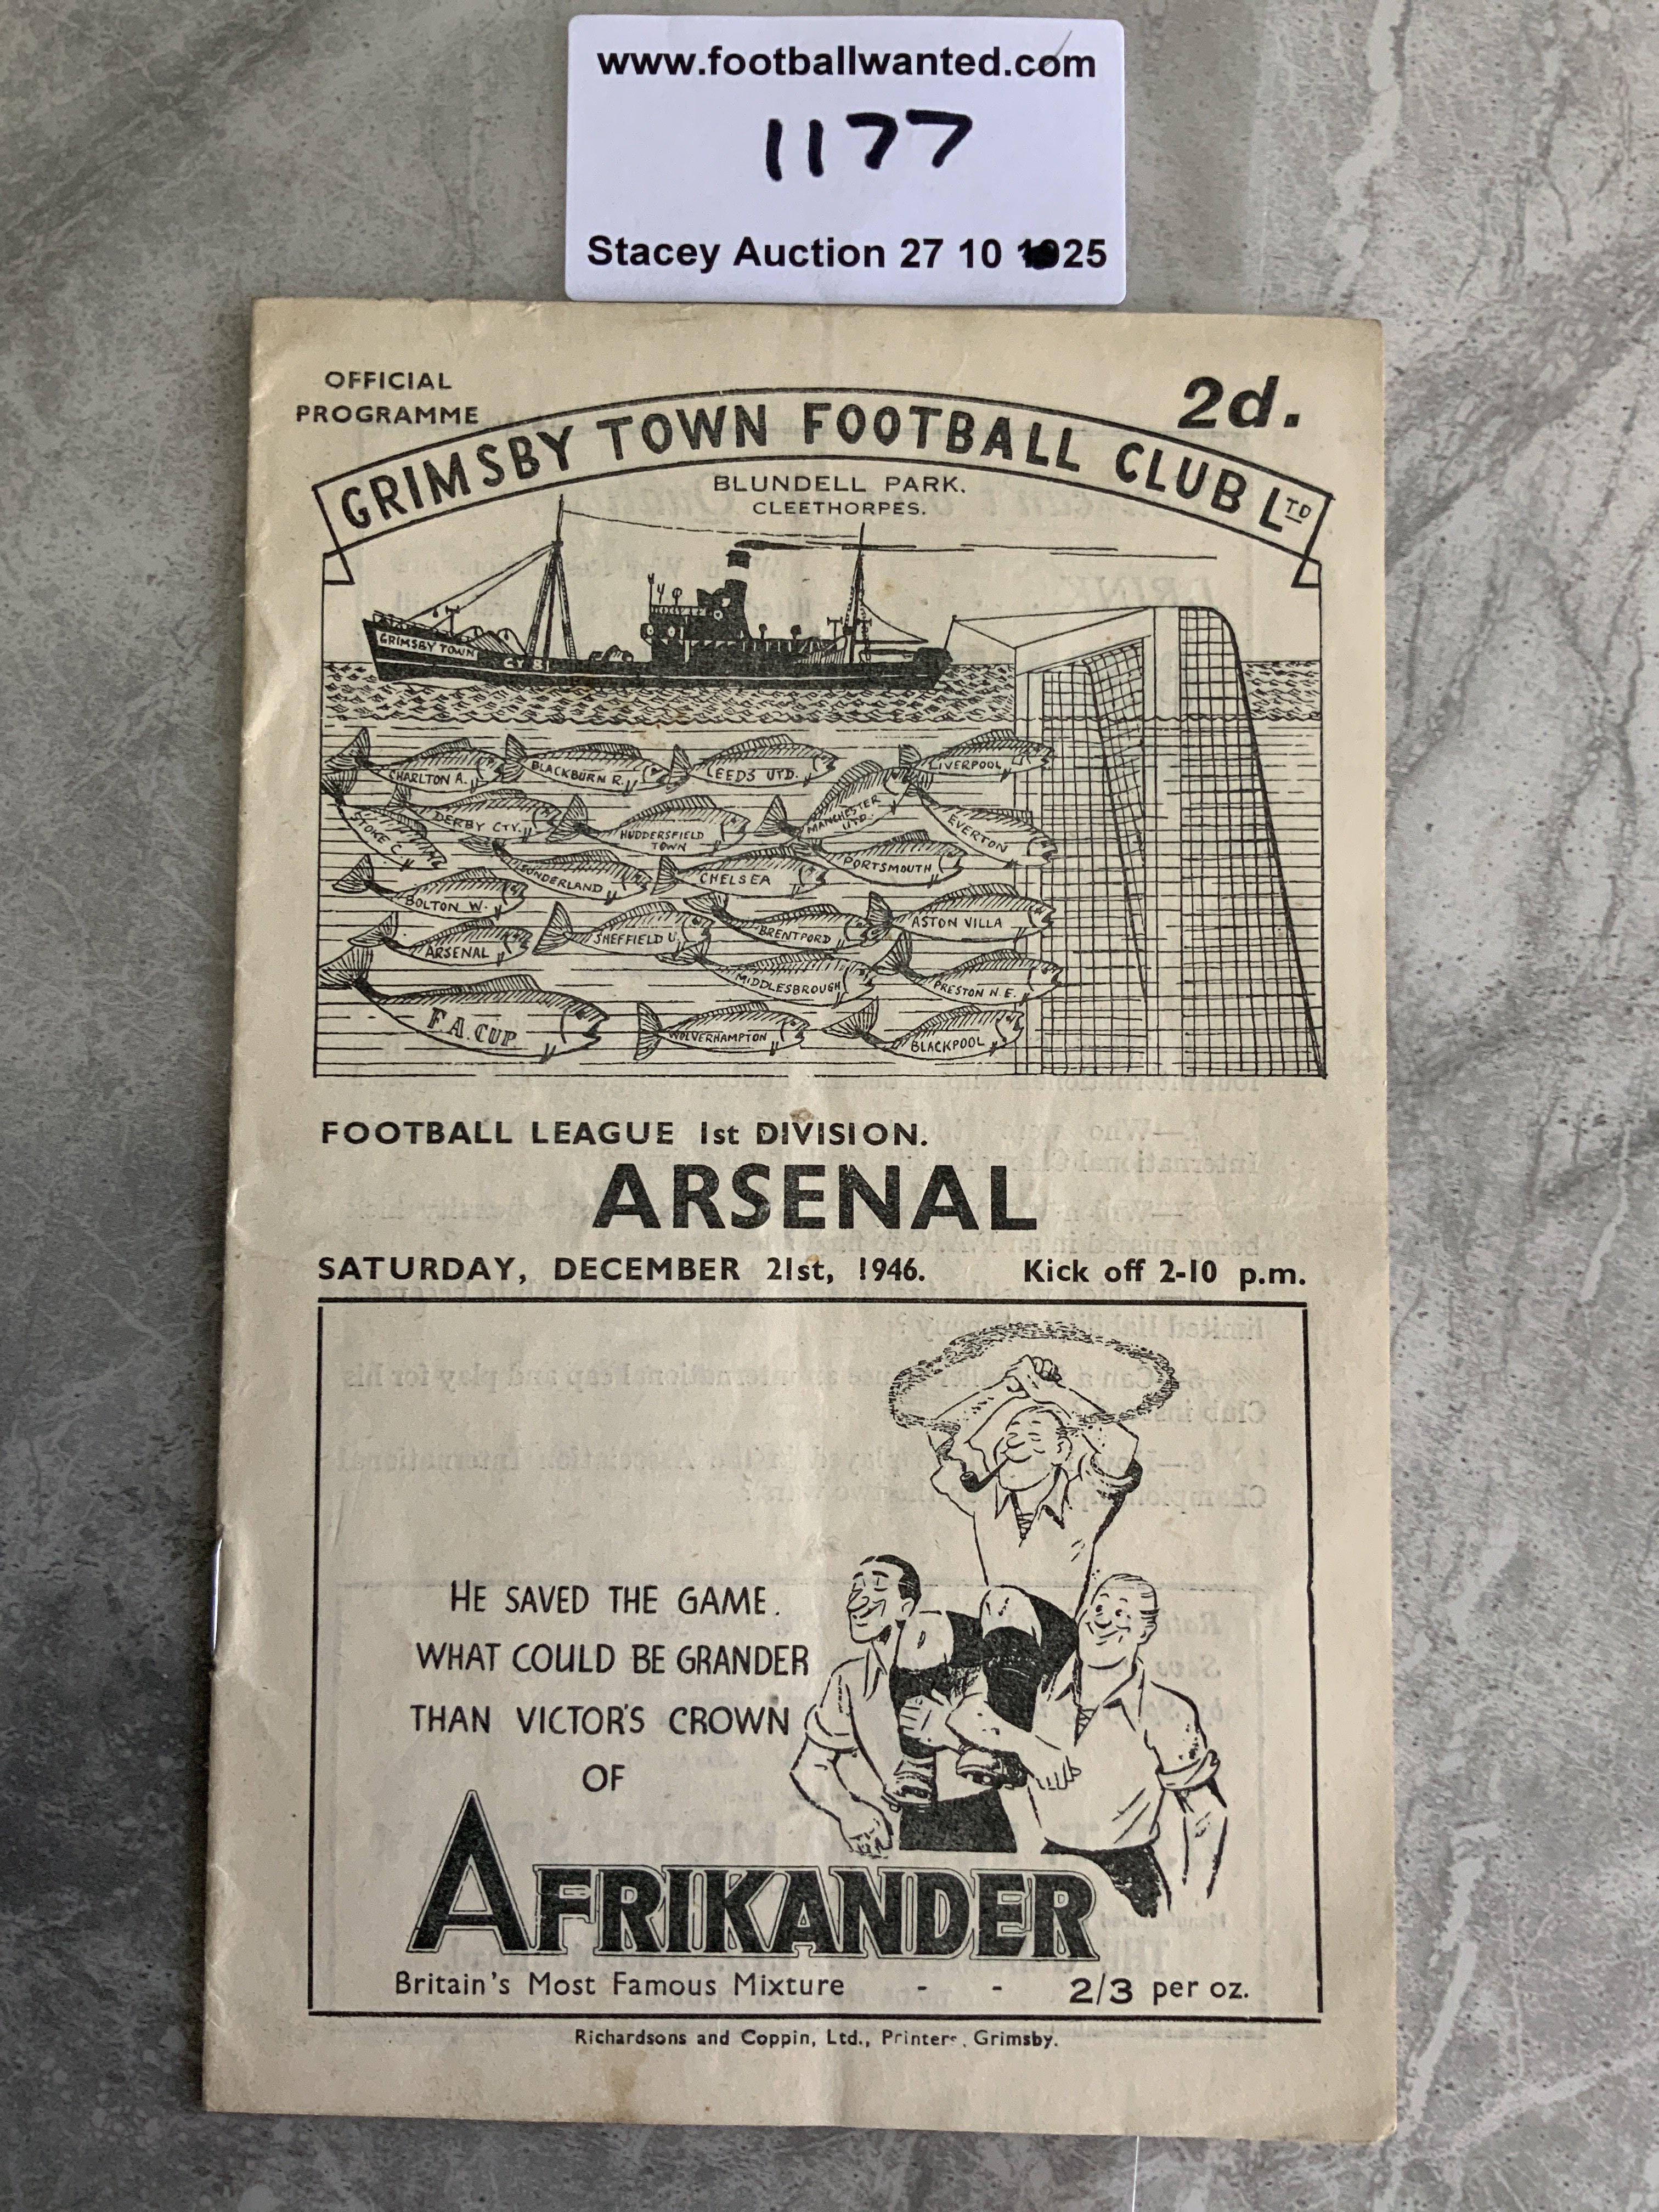 www.footballwanted.com
1177
Stacey Auction 27 10 25
OFFICIAL
PROGRAMME
2d.
GRIMSBY TOWN FOOTBALL CLUB LTD
BLUNDELL PARK.
CLEETHORPES.
GRIMSBY TOWN
GY 81
CHARLTON A.
BLACKBURN R.
LEEDS UTD.
LIVERPOOL
STOKE C.
DERBY CTY.
HUDDERSFIELD
TOWN
MANCHESTER
UTD.
EVERTON
SUNDERLAND
CHELSEA
PORTSMOUTH
BOLTON W.
ARSENAL
SHEFFIELD U.
BRENTFORD
ASTON VILLA
MIDDLESBROUGH
PRESTON N.E.
F.A. CUP
WOLVERHAMPTON
BLACKPOOL
FOOTBALL LEAGUE 1st DIVISION.
ARSENAL
SATURDAY, DECEMBER 21st, 1946. Kick off 2-10 p.m.
HE SAVED THE GAME.
WHAT COULD BE GRANDER
THAN VICTOR'S CROWN
OF
AFRIKANDER
Britain's Most Famous Mixture - - 2/3 per oz.
Richardsons and Coppin, Ltd., Printers, Grimsby.